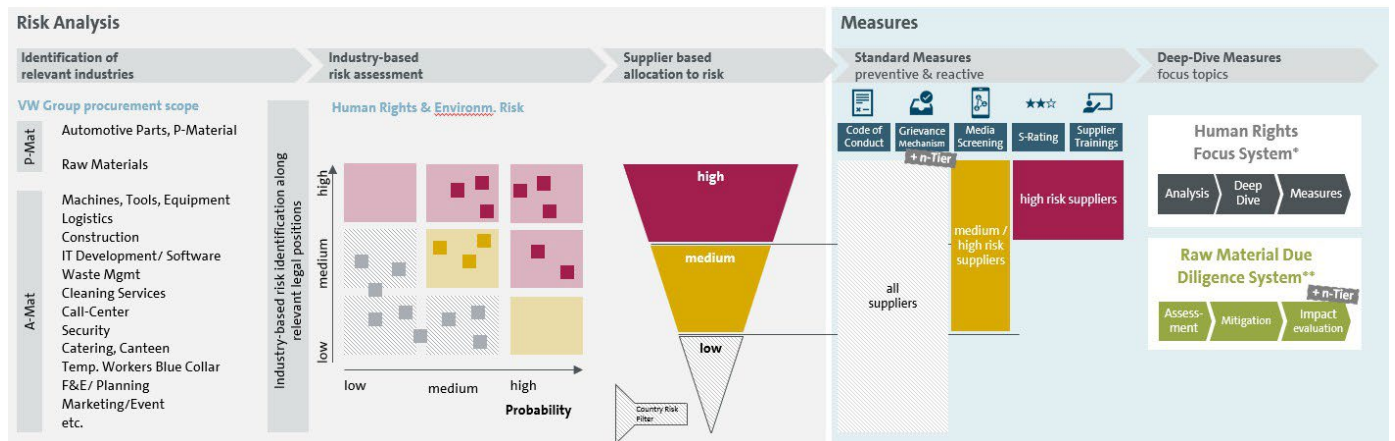 Risk Analysis
Measures
Identification of
relevant industries
Industry-based
risk assessment
Supplier based
allocation to risk
Standard Measures
preventive & reactive
Deep-Dive Measures
focus topics
VW Group procurement scope
P-Mat
Automotive Parts, P-Material
Raw Materials
A-Mat
Machines, Tools, Equipment
Logistics
Construction
IT Development/ Software
Waste Mgmt
Cleaning Services
Call-Center
Security
Catering, Canteen
Temp. Workers Blue Collar
F&E/ Planning
Marketing/Event
etc.
Industry-based risk identification along
relevant legal positions
Human Rights & Environm. Risk
high
medium
low
low
medium
high
Probability
high
medium
low
Country Risk
Filter
Code of
Conduct
Grievance
Mechanism
+ n-Tier
Media
Screening
S-Rating
Supplier
Trainings
all
suppliers
medium /
high risk
suppliers
high risk suppliers
Human Rights
Focus System*
Analysis
Deep
Dive
Measures
Raw Material Due
Diligence System**
+ n-Tier
Assess-
ment
Mitigation
Impact
evaluation